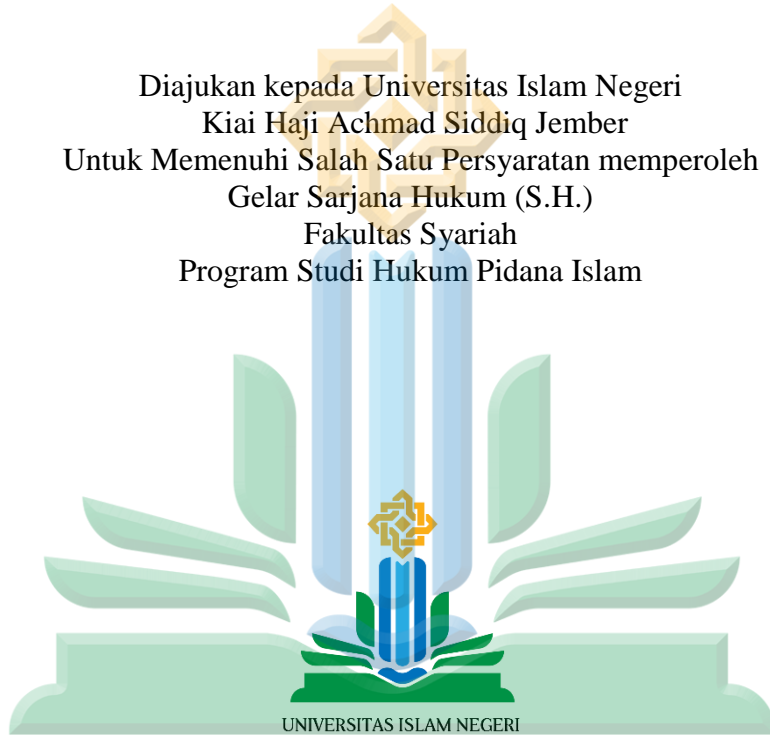 Diajukan kepada Universitas Islam Negeri
Kiai Haji Achmad Siddiq Jember
Untuk Memenuhi Salah Satu Persyaratan memperoleh
Gelar Sarjana Hukum (S.H.)
Fakultas Syariah
Program Studi Hukum Pidana Islam
UNIVERSITAS ISLAM NEGERI